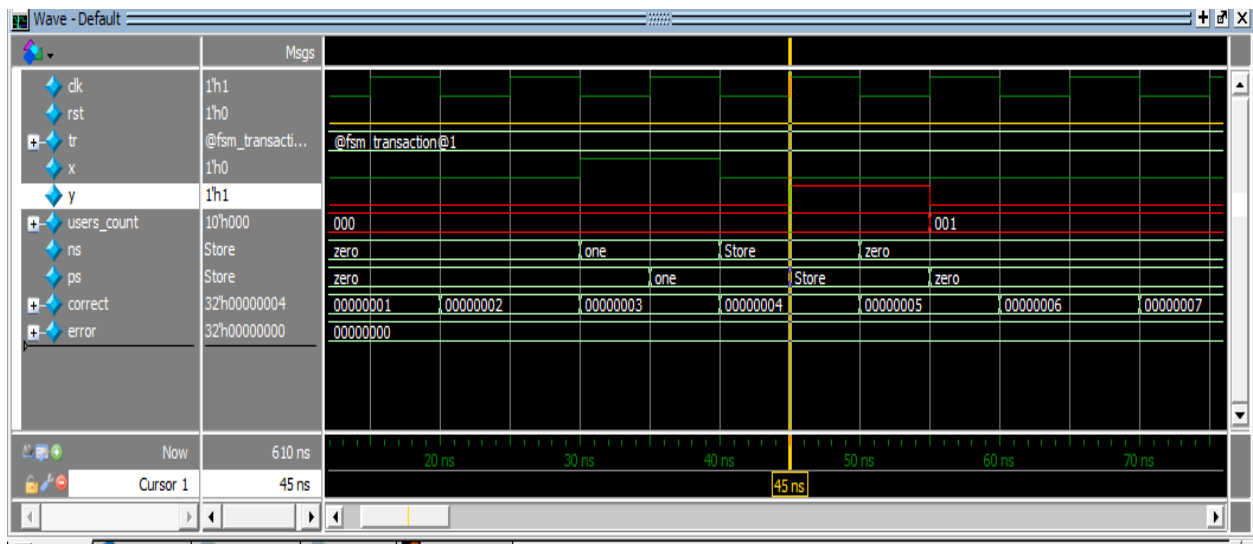 Wave - Default
Msgs
clk 1'h1
rst 1'h0
tr @fsm_transacti... @fsm_transaction@1
x 1'h0
y 1'h1
users_count 10'h000 000 001
ns Store zero one Store zero
ps Store zero one Store zero
correct 32'h00000004 00000001 00000002 00000003 00000004 00000005 00000006 00000007
error 32'h00000000 00000000
Now 610 ns 20 ns 30 ns 40 ns 50 ns 60 ns 70 ns
Cursor 1 45 ns 45 ns